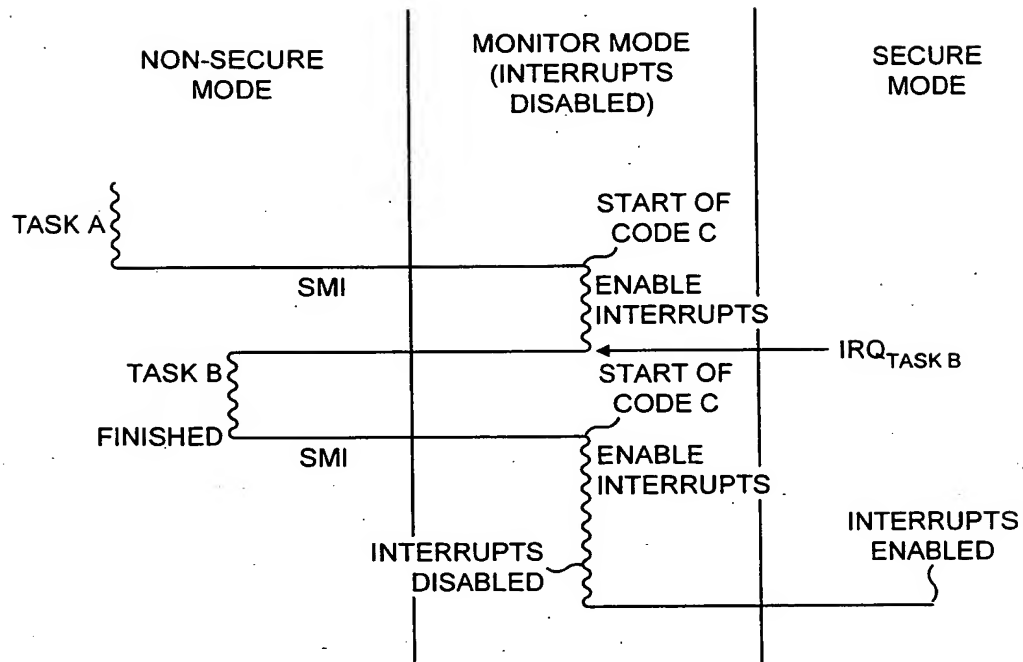 NON-SECURE
MODE
MONITOR MODE
(INTERRUPTS
DISABLED)
SECURE
MODE
TASK A
START OF
CODE C
SMI
ENABLE
INTERRUPTS
IRQTASK B
TASK B
START OF
CODE C
FINISHED
SMI
ENABLE
INTERRUPTS
INTERRUPTS
DISABLED
INTERRUPTS
ENABLED